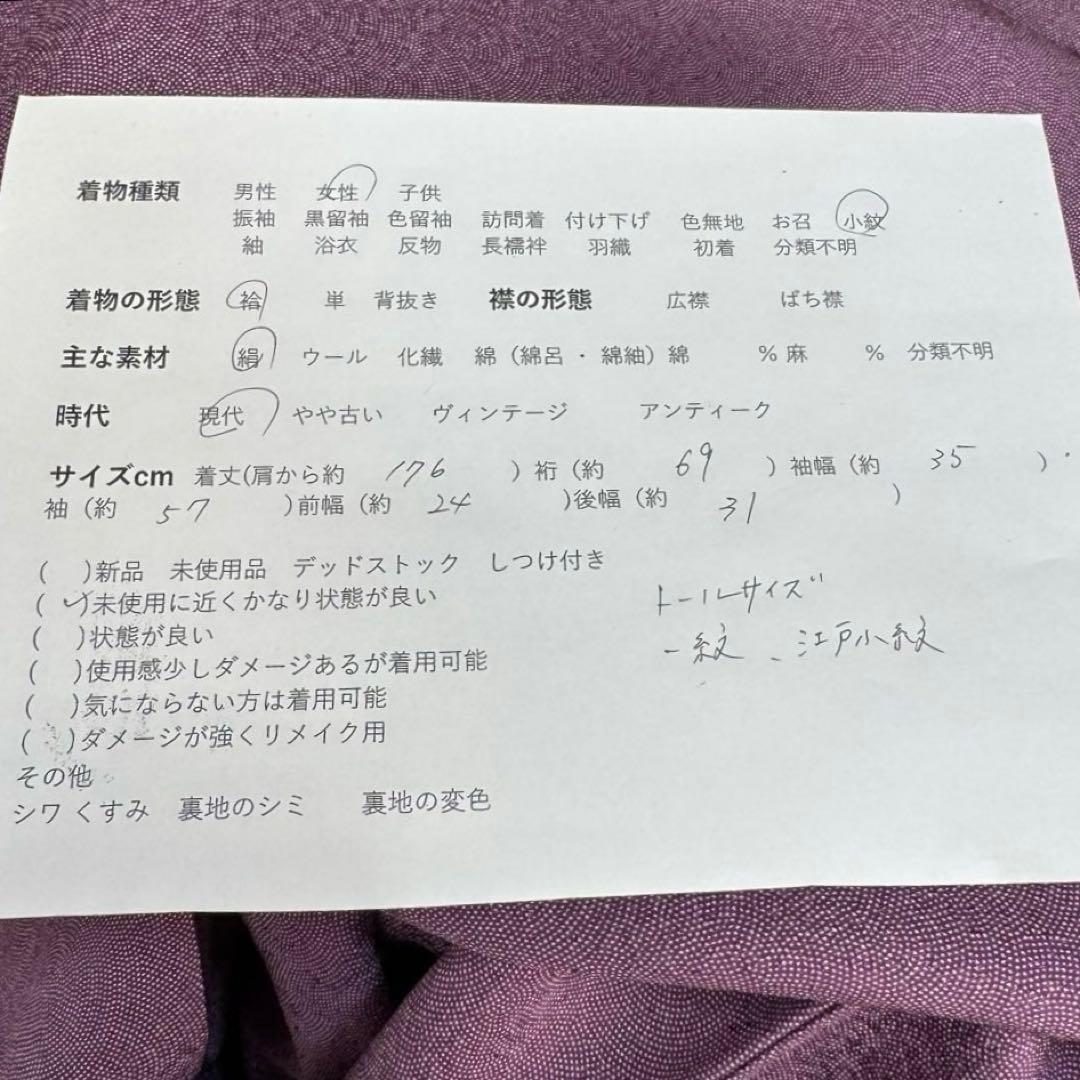 着物種類 男性 女性 子供
振袖 黒留袖 色留袖 訪問着 付け下げ 色無地 お召 小紋
紬 浴衣 反物 長襦袢 羽織 初着 分類不明
着物の形態 袷 単 背抜き 襟の形態 広襟 ばち襟
主な素材 絹 ウール 化繊 綿（綿呂・綿紬）綿 % 麻 % 分類不明
時代 現代 やや古い ヴィンテージ アンティーク
サイズcm 着丈(肩から約 176 ）裄（約 69 ）袖幅（約 35 ）
袖（約 57 )前幅（約 24 )後幅（約 31 ）
( )新品 未使用品 デッドストック しつけ付き
( ✓)未使用に近くかなり状態が良い
( )状態が良い
( )使用感少しダメージあるが着用可能
( )気にならない方は着用可能
( )ダメージが強くリメイク用
その他
シワ くすみ 裏地のシミ 裏地の変色
トールサイズ
一紋、江戸小紋